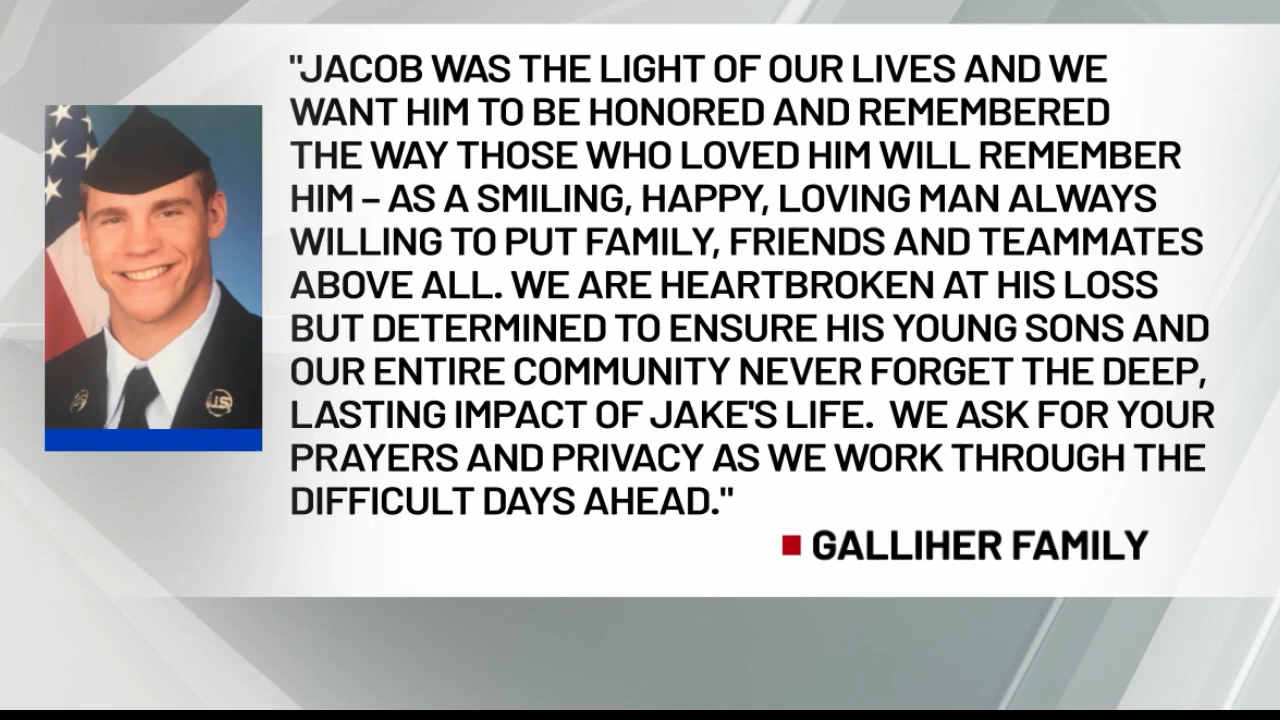 "JACOB WAS THE LIGHT OF OUR LIVES AND WE
WANT HIM TO BE HONORED AND REMEMBERED
THE WAY THOSE WHO LOVED HIM WILL REMEMBER
HIM – AS A SMILING, HAPPY, LOVING MAN ALWAYS
WILLING TO PUT FAMILY, FRIENDS AND TEAMMATES
ABOVE ALL. WE ARE HEARTBROKEN AT HIS LOSS
BUT DETERMINED TO ENSURE HIS YOUNG SONS AND
OUR ENTIRE COMMUNITY NEVER FORGET THE DEEP,
LASTING IMPACT OF JAKE'S LIFE.  WE ASK FOR YOUR
PRAYERS AND PRIVACY AS WE WORK THROUGH THE
DIFFICULT DAYS AHEAD."
GALLIHER FAMILY
U.S